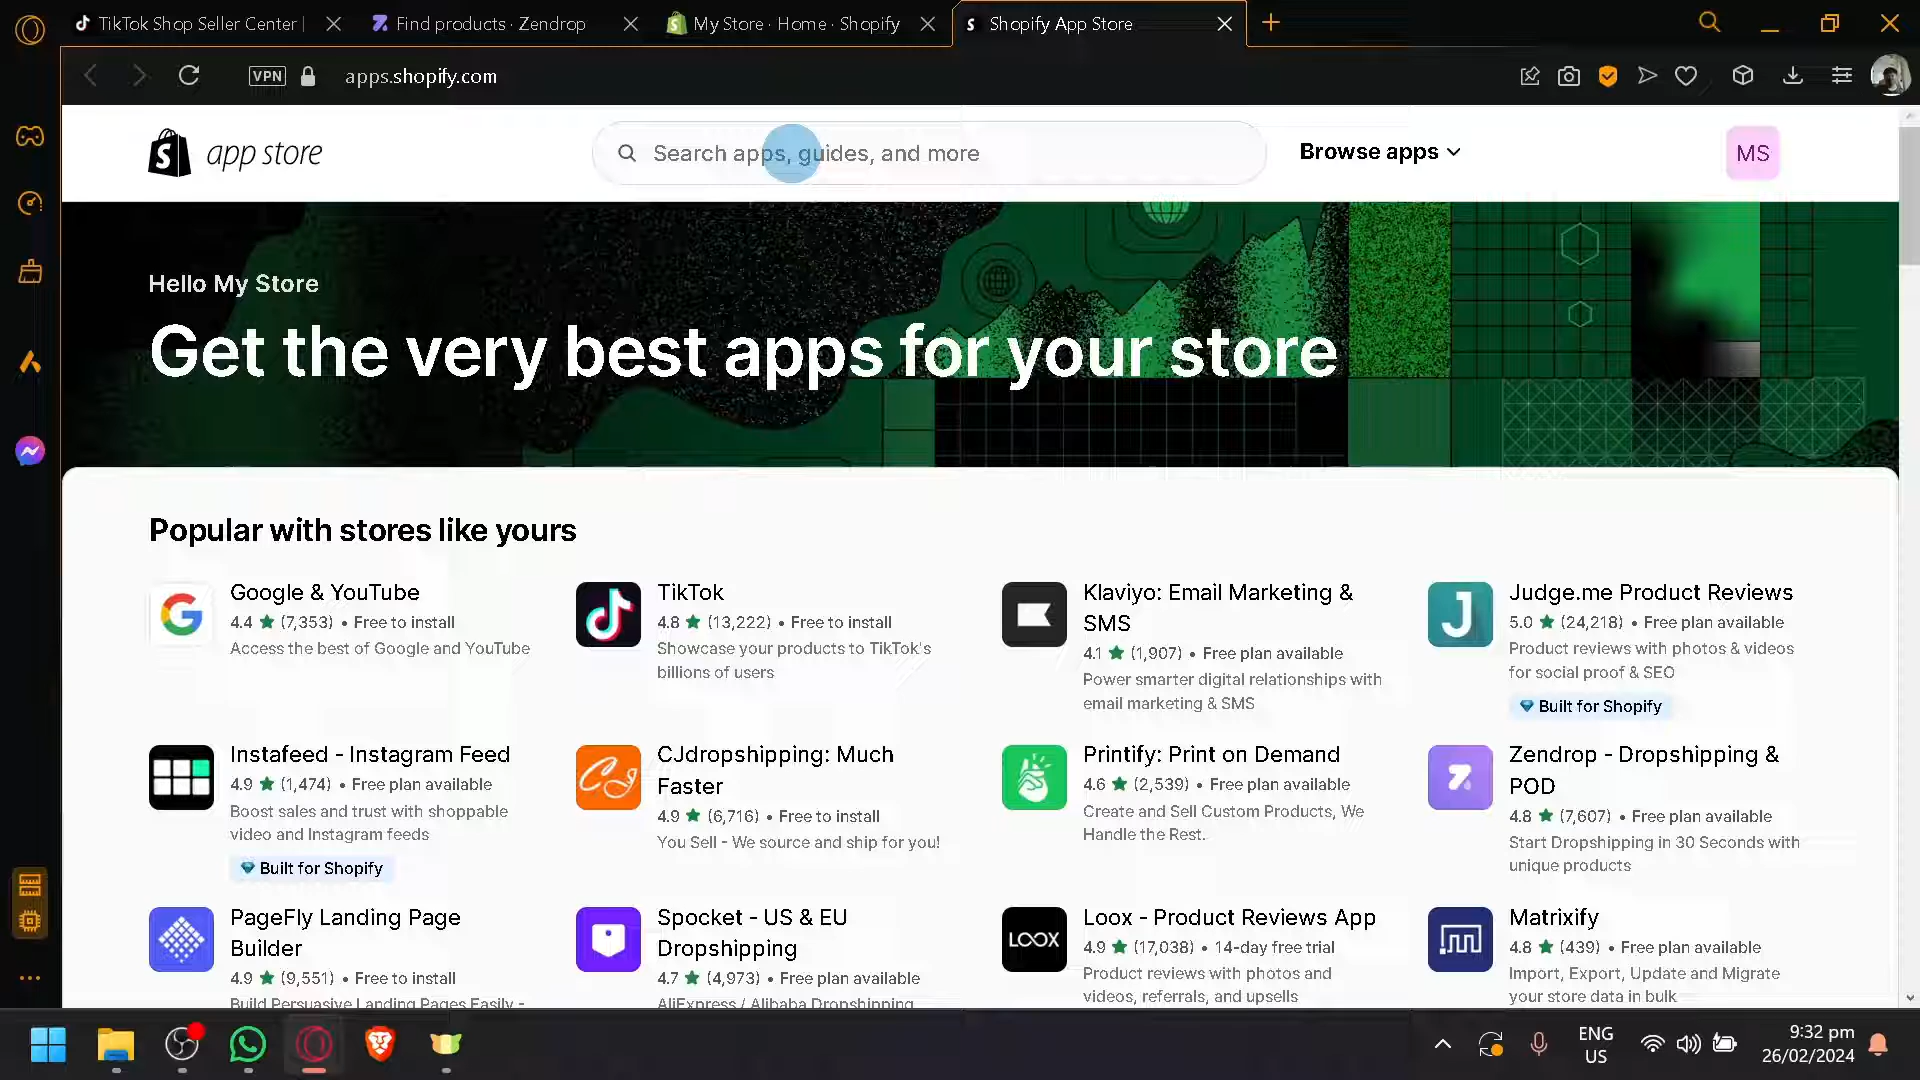 TikTok Shop Seller Center |
Find products · Zendrop
My Store · Home · Shopify
Shopify App Store
VPN
apps.shopify.com
app store
Search apps, guides, and more
Browse apps
MS
Hello My Store
Get the very best apps for your store
Popular with stores like yours
Google & YouTube
4.4 ★ (7,353) • Free to install
Access the best of Google and YouTube
TikTok
4.8 ★ (13,222) • Free to install
Showcase your products to TikTok's
billions of users
Klaviyo: Email Marketing &
SMS
4.1 ★ (1,907) • Free plan available
Power smarter digital relationships with
email marketing & SMS
Judge.me Product Reviews
5.0 ★ (24,218) • Free plan available
Product reviews with photos & videos
for social proof & SEO
Built for Shopify
Instafeed - Instagram Feed
4.9 ★ (1,474) • Free plan available
Boost sales and trust with shoppable
video and Instagram feeds
Built for Shopify
CJdropshipping: Much
Faster
4.9 ★ (6,716) • Free to install
You Sell - We source and ship for you!
Printify: Print on Demand
4.6 ★ (2,539) • Free plan available
Create and Sell Custom Products, We
Handle the Rest.
Zendrop - Dropshipping &
POD
4.8 ★ (7,607) • Free plan available
Start Dropshipping in 30 Seconds with
unique products
PageFly Landing Page
Builder
4.9 ★ (9,551) • Free to install
Build Persuasive Landing Pages Easily -
Spocket - US & EU
Dropshipping
4.7 ★ (4,973) • Free plan available
AliExpress / Alibaba Dropshipping
LOOX
Loox - Product Reviews App
4.9 ★ (17,038) • 14-day free trial
Product reviews with photos and
videos, referrals, and upsells
Matrixify
4.8 ★ (439) • Free plan available
Import, Export, Update and Migrate
your store data in bulk
ENG
US
9:32 pm
26/02/2024